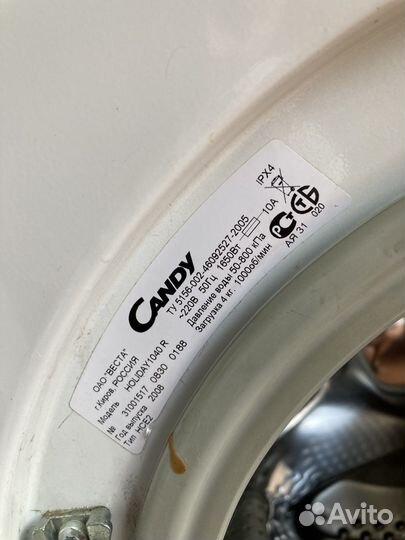 ОАО "ВЕСТА"
г.Киров, РОССИЯ
Модель HOLIDAY1040 R
№ 31001517 0830 0188
Год выпуска 2008
Тип HCE2
CANDY
ТУ 5156-002-46092527-2005
~220В 50Гц 1650Вт 10А
Давление воды 50-800 кПа
Загрузка 4 кг. 1000об/мин
IPX4
АЯ 31 020
Avito